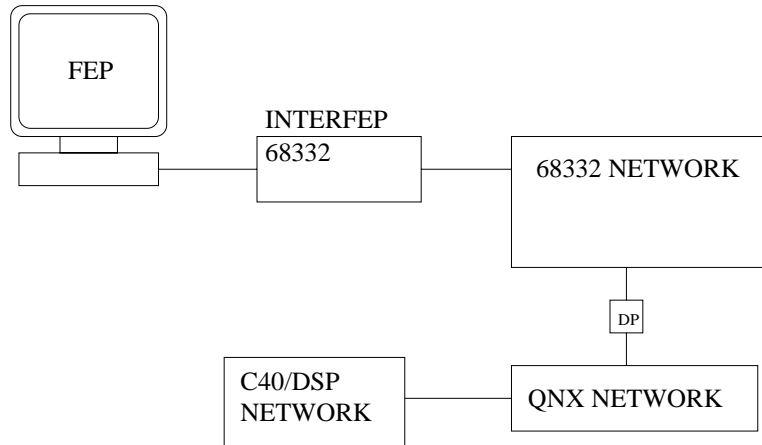 FEP
INTERFEP
68332
68332 NETWORK
DP
C40/DSP
NETWORK
QNX NETWORK